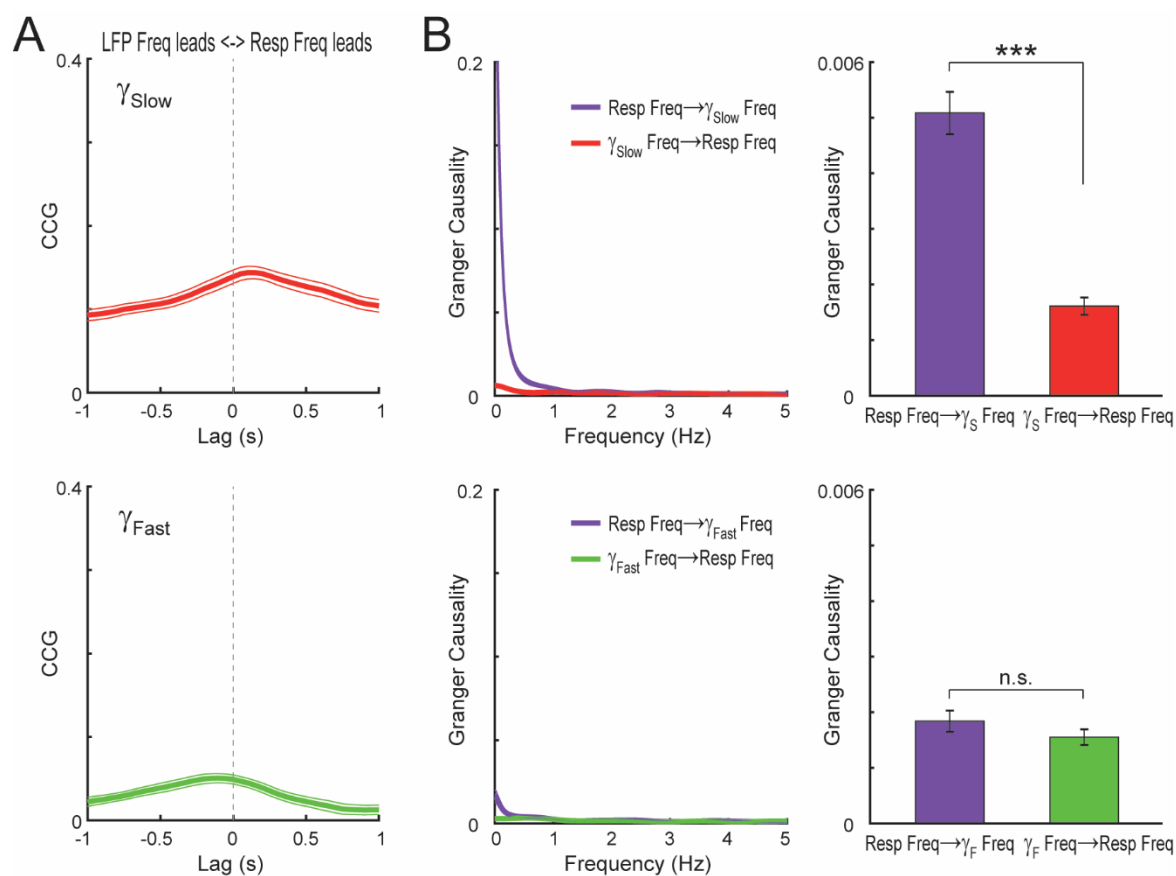 A
LFP Freq leads <-> Resp Freq leads
0.4
γSlow
CCG
0
-1 -0.5 0 0.5 1
Lag (s)
B
0.2
Resp Freq→γSlow Freq
γSlow Freq→Resp Freq
Granger Causality
0
0 1 2 3 4 5
Frequency (Hz)
0.006
***
Granger Causality
0
Resp Freq→γS Freq γS Freq→Resp Freq
0.4
γFast
CCG
0
-1 -0.5 0 0.5 1
Lag (s)
0.2
Resp Freq→γFast Freq
γFast Freq→Resp Freq
Granger Causality
0
0 1 2 3 4 5
Frequency (Hz)
0.006
n.s.
Granger Causality
0
Resp Freq→γF Freq γF Freq→Resp Freq